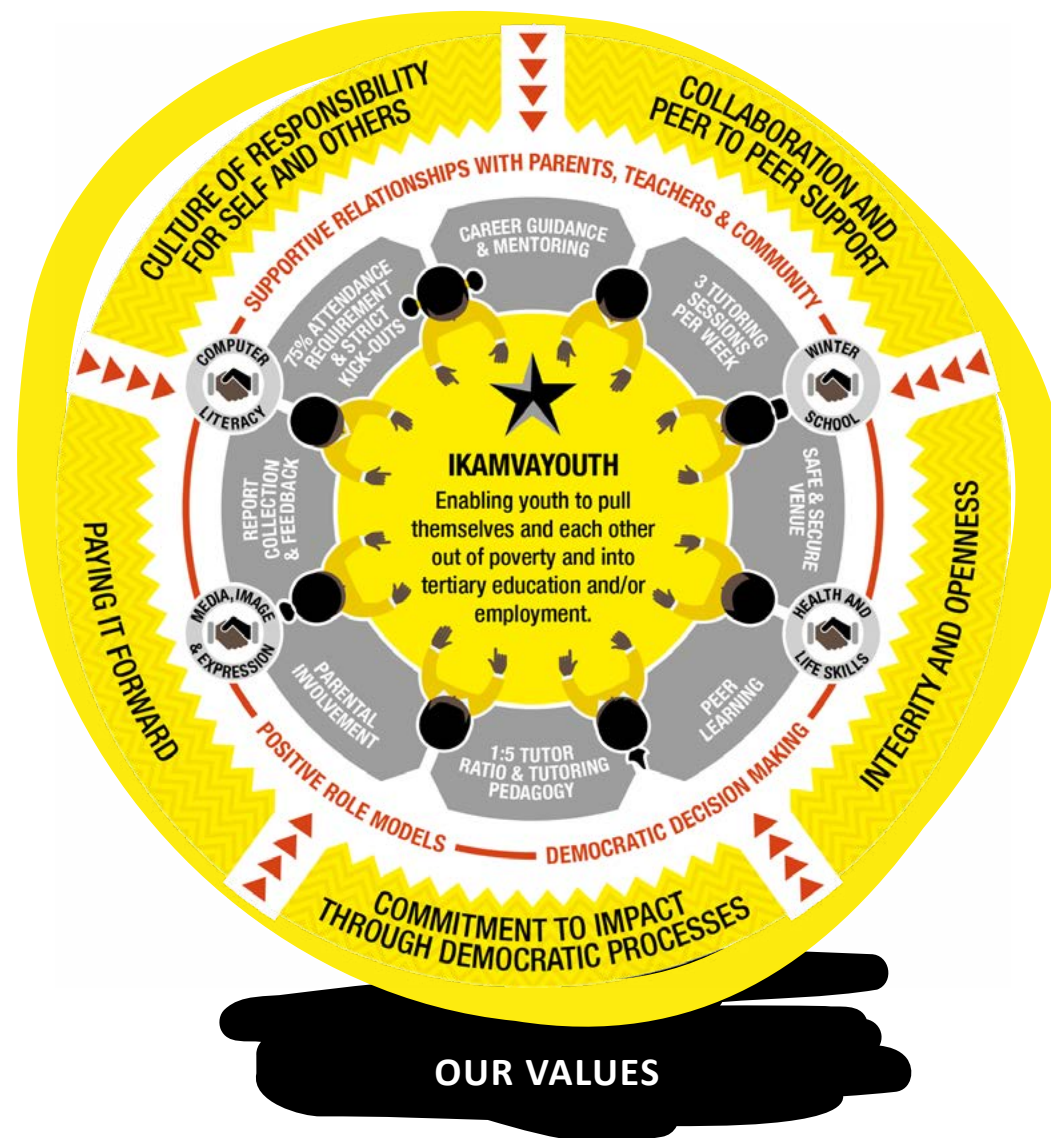 CULTURE OF RESPONSIBILITY
FOR SELF AND OTHERS
COLLABORATION AND
PEER TO PEER SUPPORT
SUPPORTIVE RELATIONSHIPS WITH PARENTS, TEACHERS & COMMUNITY
CAREER GUIDANCE
& MENTORING
75% ATTENDANCE
REQUIREMENT
& STRICT
KICK-OUTS
3 TUTORING
SESSIONS
PER WEEK
COMPUTER
LITERACY
WINTER
SCHOOL
REPORT
COLLECTION
& FEEDBACK
IKAMVAYOUTH
Enabling youth to pull
themselves and each other
out of poverty and into
tertiary education and/or
employment.
SAFE & SECURE
VENUE
PAYING IT FORWARD
INTEGRITY AND OPENNESS
MEDIA, IMAGE
& EXPRESSION
HEALTH AND
LIFE SKILLS
PARENTAL
INVOLVEMENT
1:5 TUTOR
RATIO & TUTORING
PEDAGOGY
PEER
LEARNING
POSITIVE ROLE MODELS
DEMOCRATIC DECISION MAKING
COMMITMENT TO IMPACT
THROUGH DEMOCRATIC PROCESSES
OUR VALUES